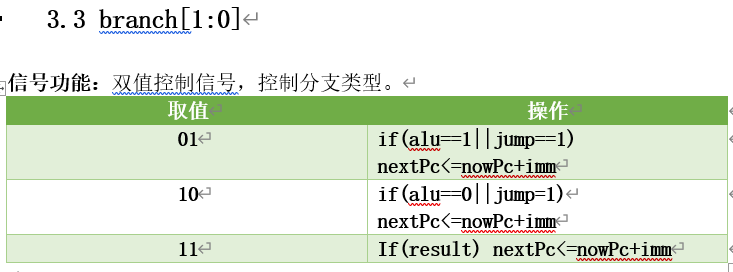 3.3 branch[1:0]
信号功能：双值控制信号，控制分支类型。
取值 操作
01 if(alu==1||jump==1)
nextPc<=nowPc+imm
10 if(alu==0||jump=1)
nextPc<=nowPc+imm
11 If(result) nextPc<=nowPc+imm